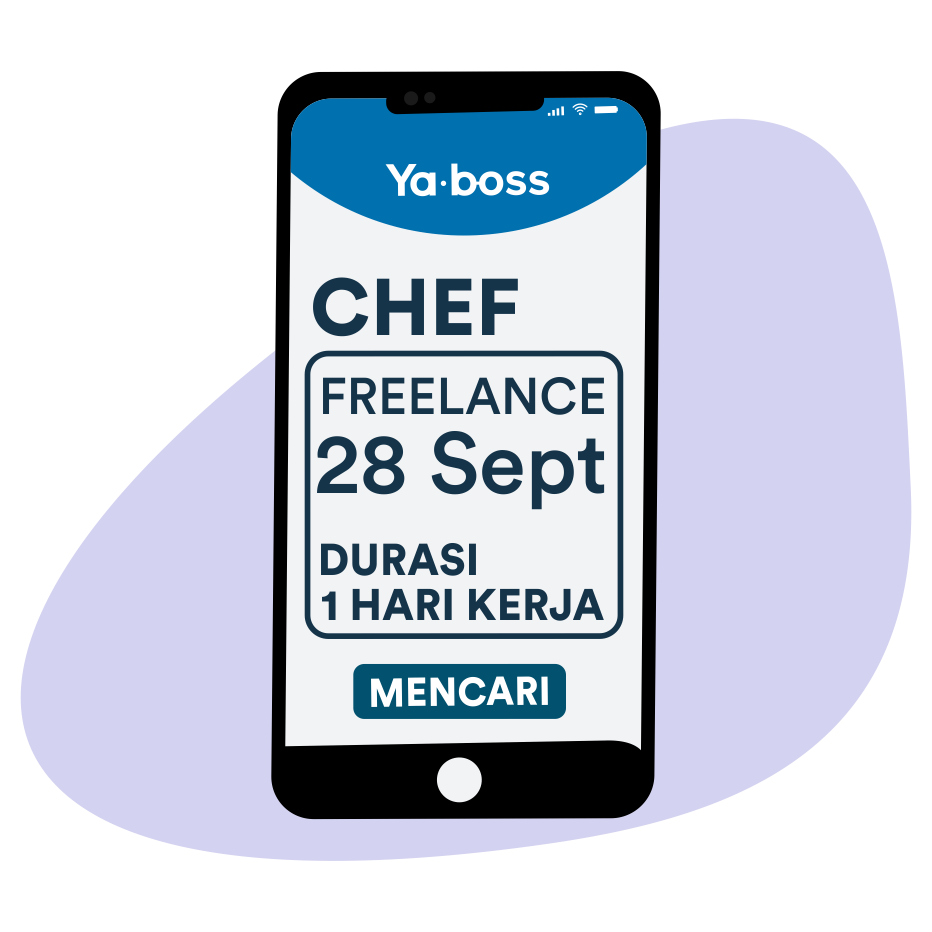 Ya·boss
CHEF
FREELANCE
28 Sept
DURASI
1 HARI KERJA
MENCARI